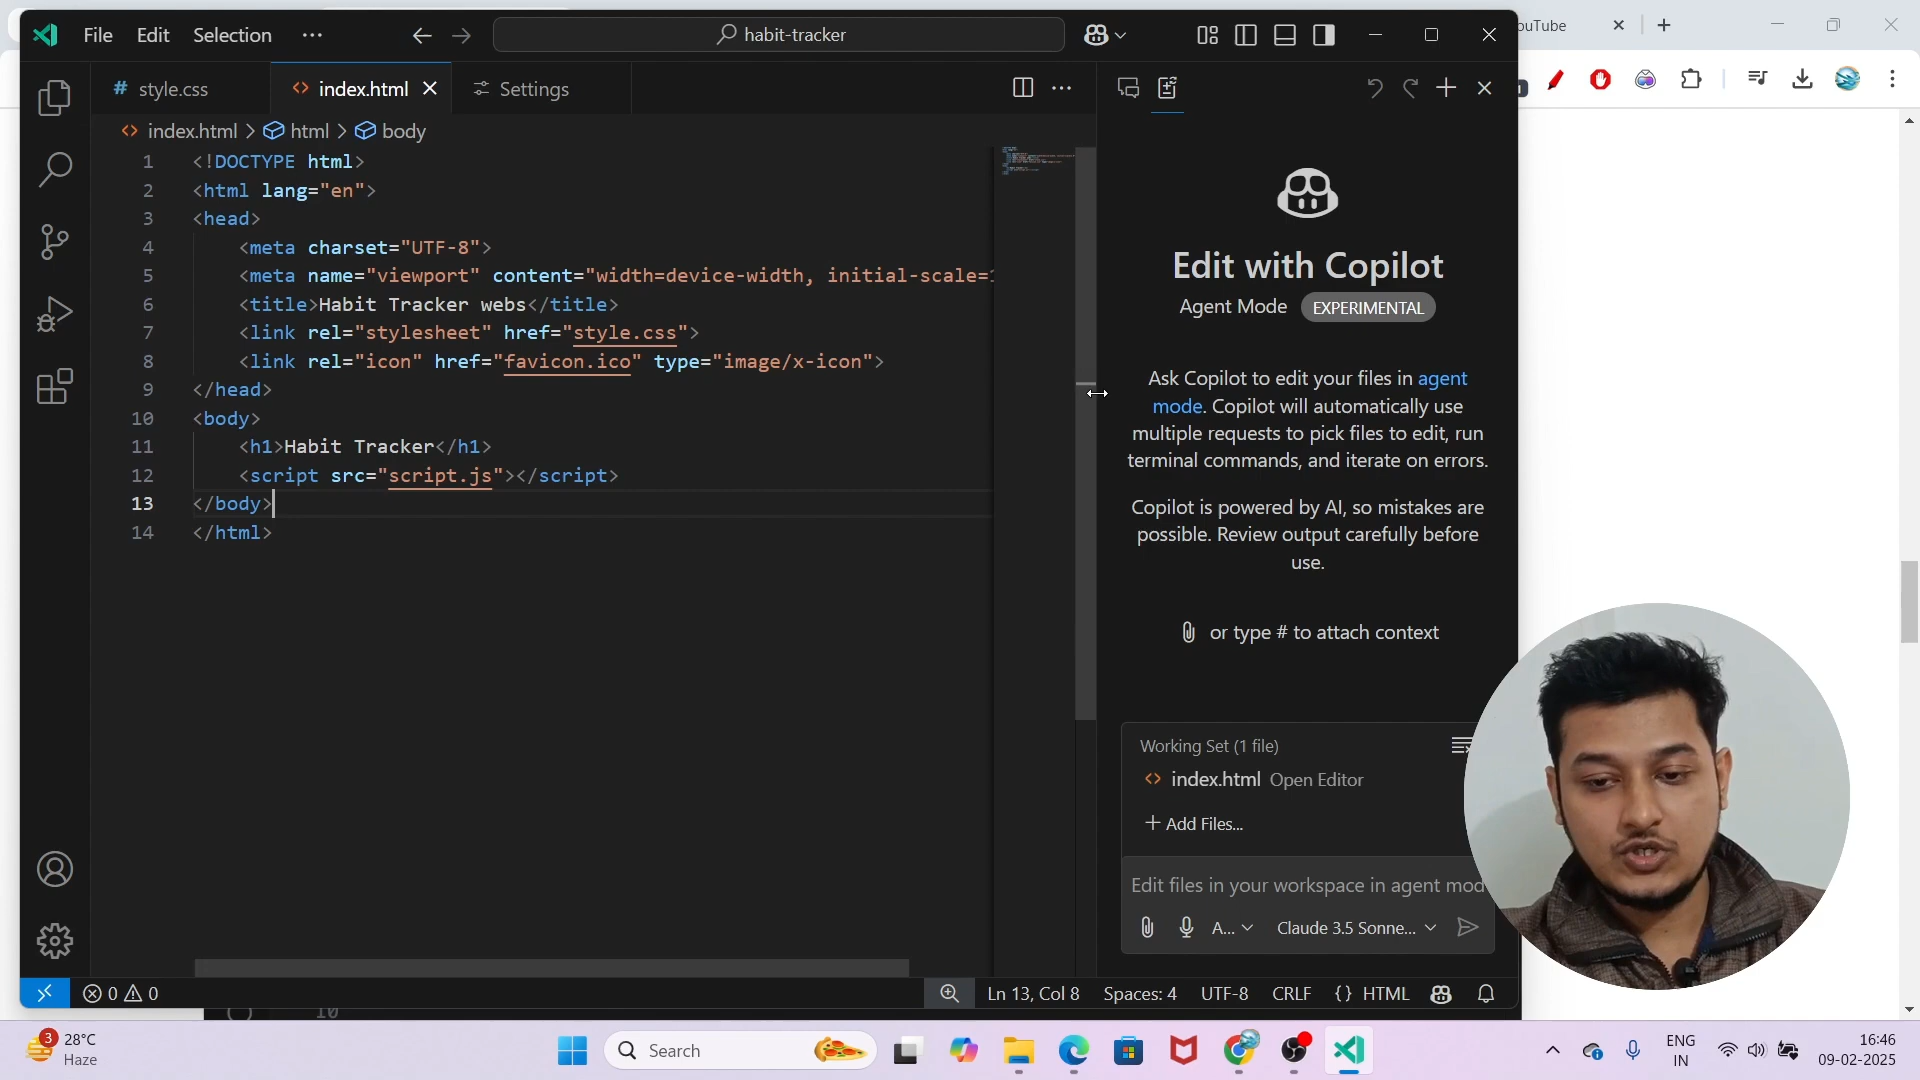 File Edit Selection ···
habit-tracker
ouTube
# style.css
<> index.html
Settings
<> index.html > html > body
1 <!DOCTYPE html>
2 <html lang="en">
3 <head>
4 <meta charset="UTF-8">
5 <meta name="viewport" content="width=device-width, initial-scale=1
6 <title>Habit Tracker webs</title>
7 <link rel="stylesheet" href="style.css">
8 <link rel="icon" href="favicon.ico" type="image/x-icon">
9 </head>
10 <body>
11 <h1>Habit Tracker</h1>
12 <script src="script.js"></script>
13 </body>
14 </html>
Edit with Copilot
Agent Mode EXPERIMENTAL
Ask Copilot to edit your files in agent
mode. Copilot will automatically use
multiple requests to pick files to edit, run
terminal commands, and iterate on errors.
Copilot is powered by AI, so mistakes are
possible. Review output carefully before
use.
or type # to attach context
Working Set (1 file)
<> index.html Open Editor
+ Add Files...
Edit files in your workspace in agent mod
A... Claude 3.5 Sonne...
0 0
Ln 13, Col 8 Spaces: 4 UTF-8 CRLF {} HTML
10
3
28°C
Haze
Search
ENG
IN
16:46
09-02-2025